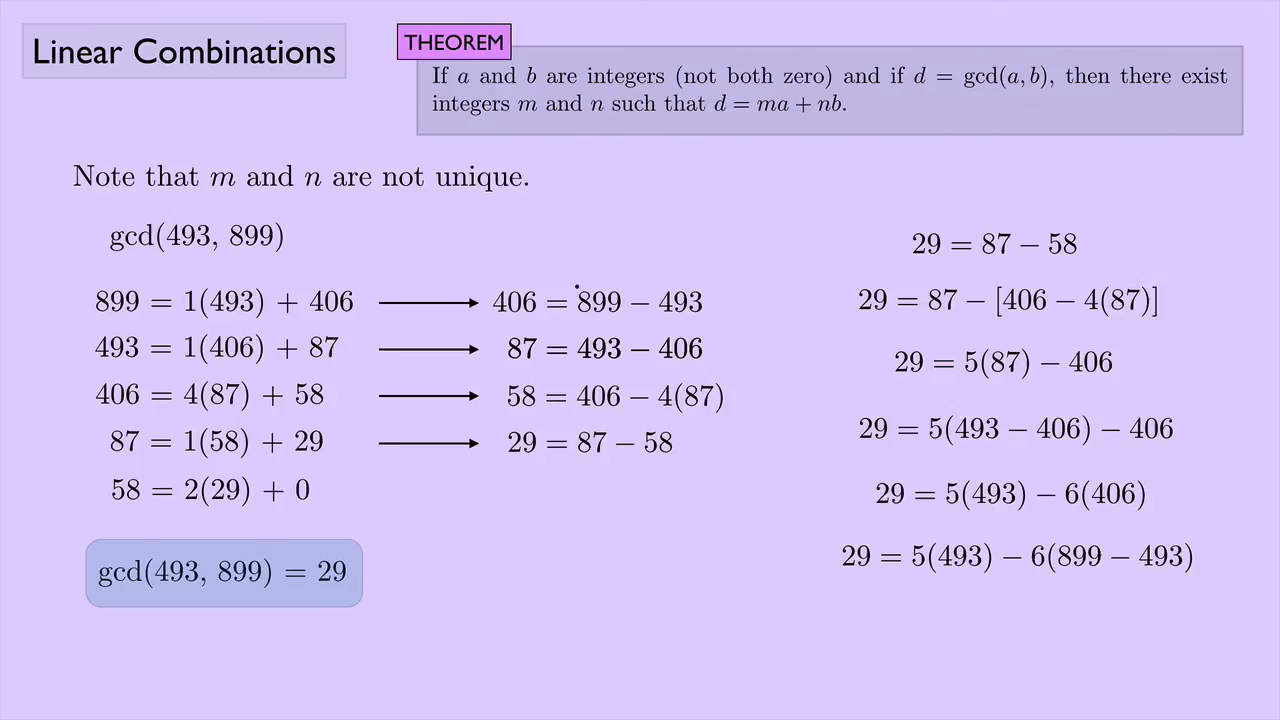 Linear Combinations
THEOREM
If a and b are integers (not both zero) and if d = gcd(a, b), then there exist
integers m and n such that d = ma + nb.
Note that m and n are not unique.
gcd(493, 899)
899 = 1(493) + 406
493 = 1(406) + 87
406 = 4(87) + 58
87 = 1(58) + 29
58 = 2(29) + 0
gcd(493, 899) = 29
406 = 899 − 493
87 = 493 − 406
58 = 406 − 4(87)
29 = 87 − 58
29 = 87 − 58
29 = 87 − [406 − 4(87)]
29 = 5(87) − 406
29 = 5(493 − 406) − 406
29 = 5(493) − 6(406)
29 = 5(493) − 6(899 − 493)